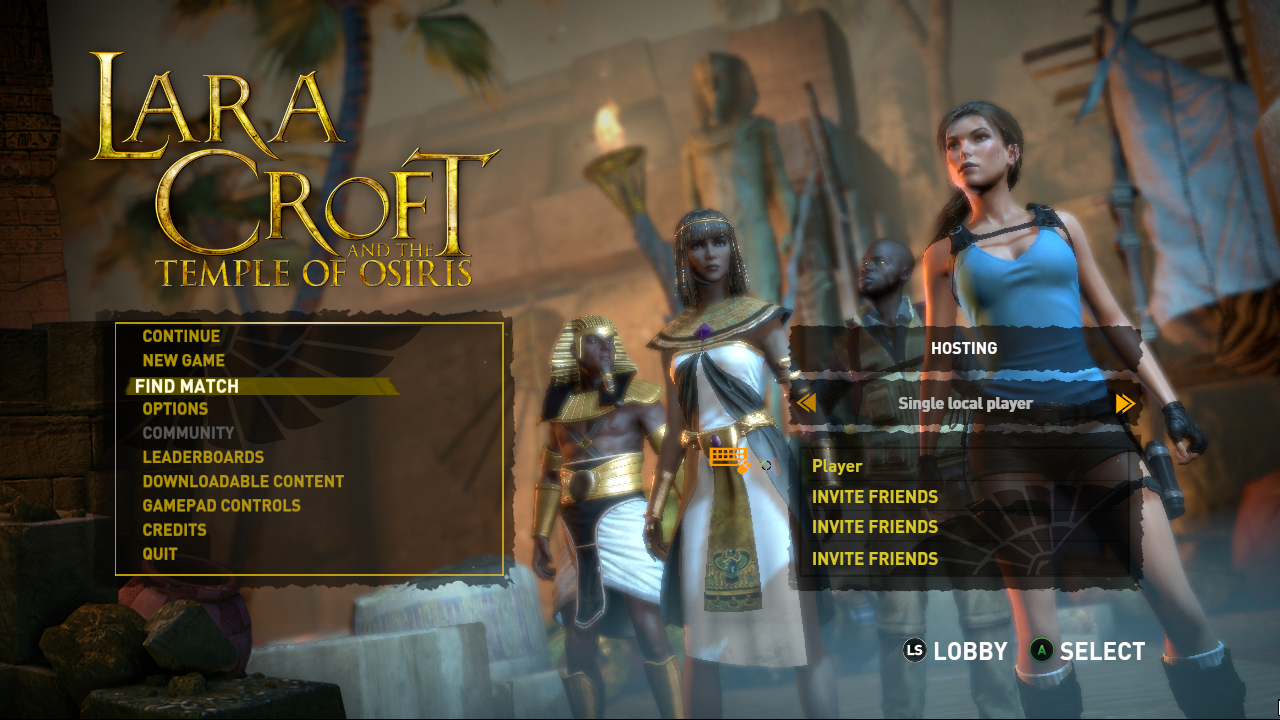 LARA
CROFT
AND THE
TEMPLE OF OSIRIS
CONTINUE
NEW GAME
FIND MATCH
OPTIONS
COMMUNITY
LEADERBOARDS
DOWNLOADABLE CONTENT
GAMEPAD CONTROLS
CREDITS
QUIT
HOSTING
Single local player
Player
INVITE FRIENDS
INVITE FRIENDS
INVITE FRIENDS
LS LOBBY A SELECT